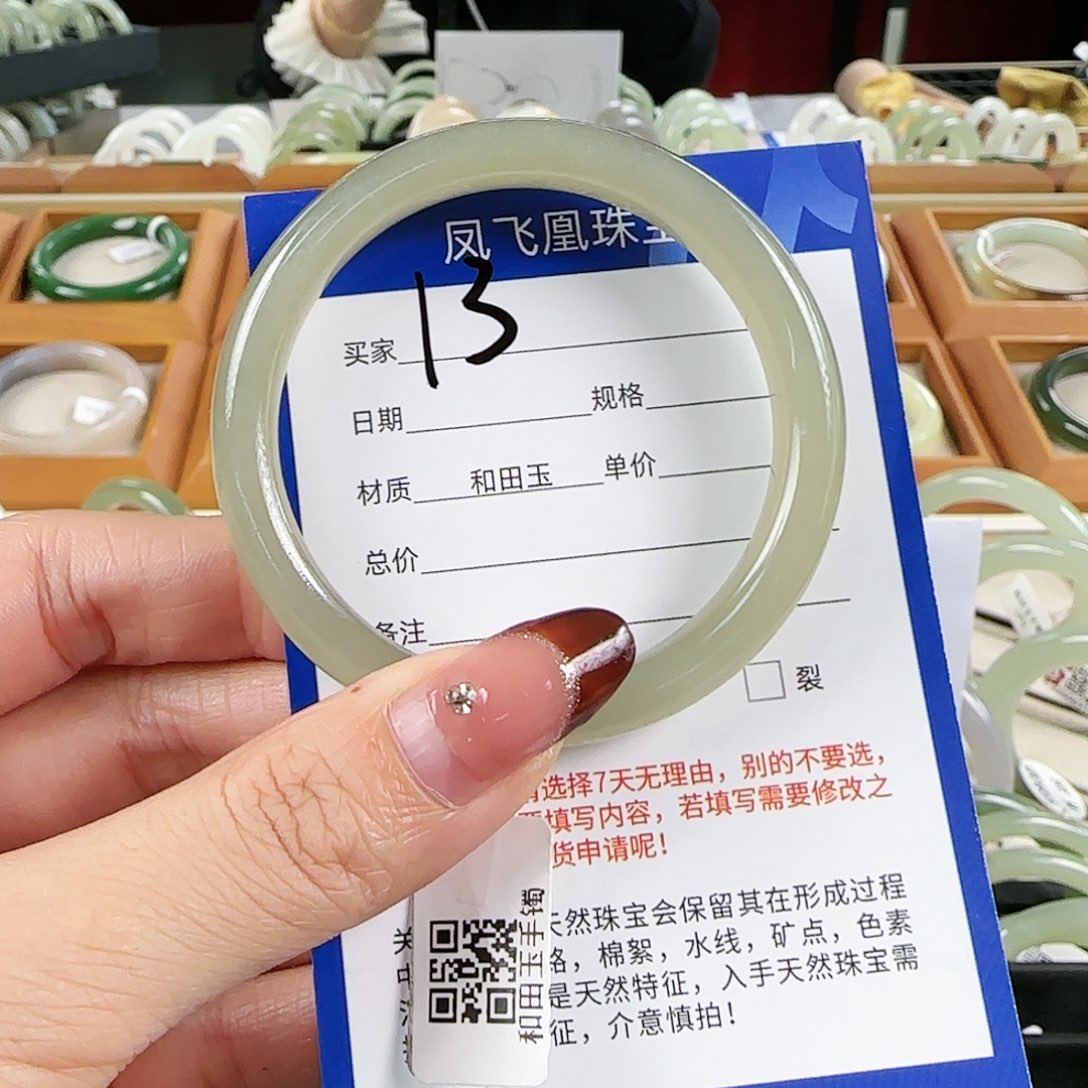 凤飞凰珠宝
13
买家
日期 规格
材质 和田玉 单价
总价
备注
裂
请选择7天无理由，别的不要选，
填写内容，若填写需要修改之
货申请呢！
天然珠宝会保留其在形成过程
，棉絮，水线，矿点，色素
是天然特征，入手天然珠宝需
征，介意慎拍！
和田玉手镯